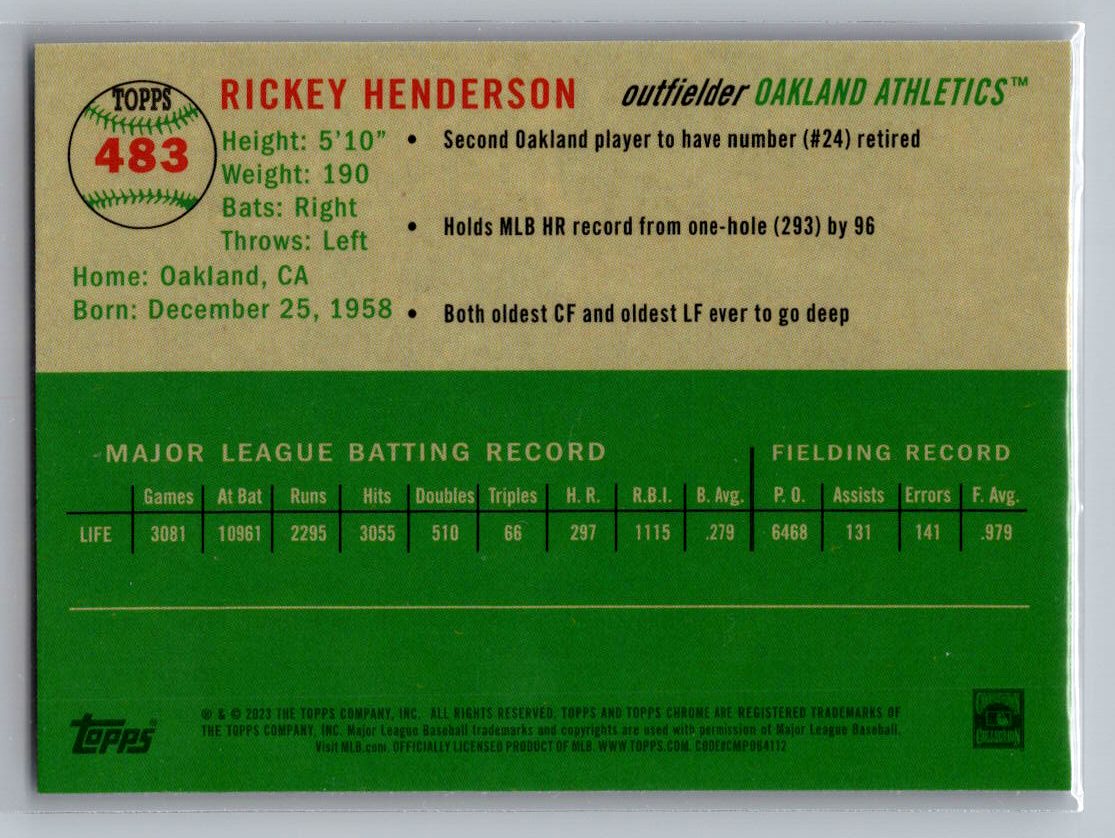 TOPPS
483
RICKEY HENDERSON
outfielder OAKLAND ATHLETICS™
Height: 5'10"
Weight: 190
Bats: Right
Throws: Left
Home: Oakland, CA
Born: December 25, 1958
• Second Oakland player to have number (#24) retired
• Holds MLB HR record from one-hole (293) by 96
• Both oldest CF and oldest LF ever to go deep
MAJOR LEAGUE BATTING RECORD FIELDING RECORD
Games At Bat Runs Hits Doubles Triples H. R. R.B.I. B. Avg. P. O. Assists Errors F. Avg.
LIFE 3081 10961 2295 3055 510 66 297 1115 .279 6468 131 141 .979
Topps®
® & © 2023 THE TOPPS COMPANY, INC. ALL RIGHTS RESERVED. TOPPS AND TOPPS CHROME ARE REGISTERED TRADEMARKS OF
THE TOPPS COMPANY, INC. Major League Baseball trademarks and copyrights are used with permission of Major League Baseball.
Visit MLB.com. OFFICIALLY LICENSED PRODUCT OF MLB. WWW.TOPPS.COM. CODE#CMP064112